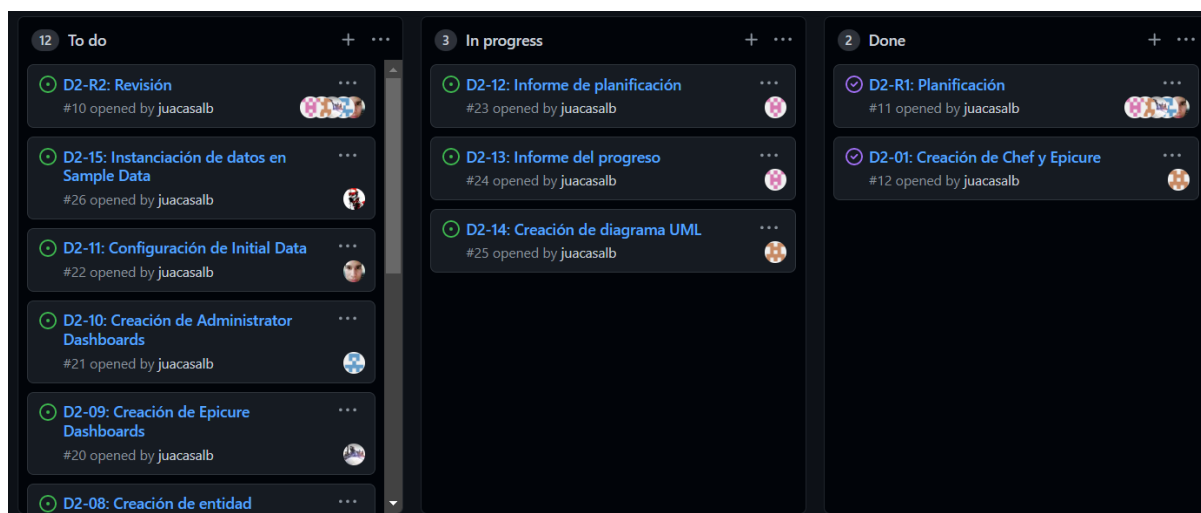 12 To do
D2-R2: Revisión
#10 opened by juacasalb
D2-15: Instanciación de datos en
Sample Data
#26 opened by juacasalb
D2-11: Configuración de Initial Data
#22 opened by juacasalb
D2-10: Creación de Administrator
Dashboards
#21 opened by juacasalb
D2-09: Creación de Epicure
Dashboards
#20 opened by juacasalb
D2-08: Creación de entidad
3 In progress
D2-12: Informe de planificación
#23 opened by juacasalb
D2-13: Informe del progreso
#24 opened by juacasalb
D2-14: Creación de diagrama UML
#25 opened by juacasalb
2 Done
D2-R1: Planificación
#11 opened by juacasalb
D2-01: Creación de Chef y Epicure
#12 opened by juacasalb